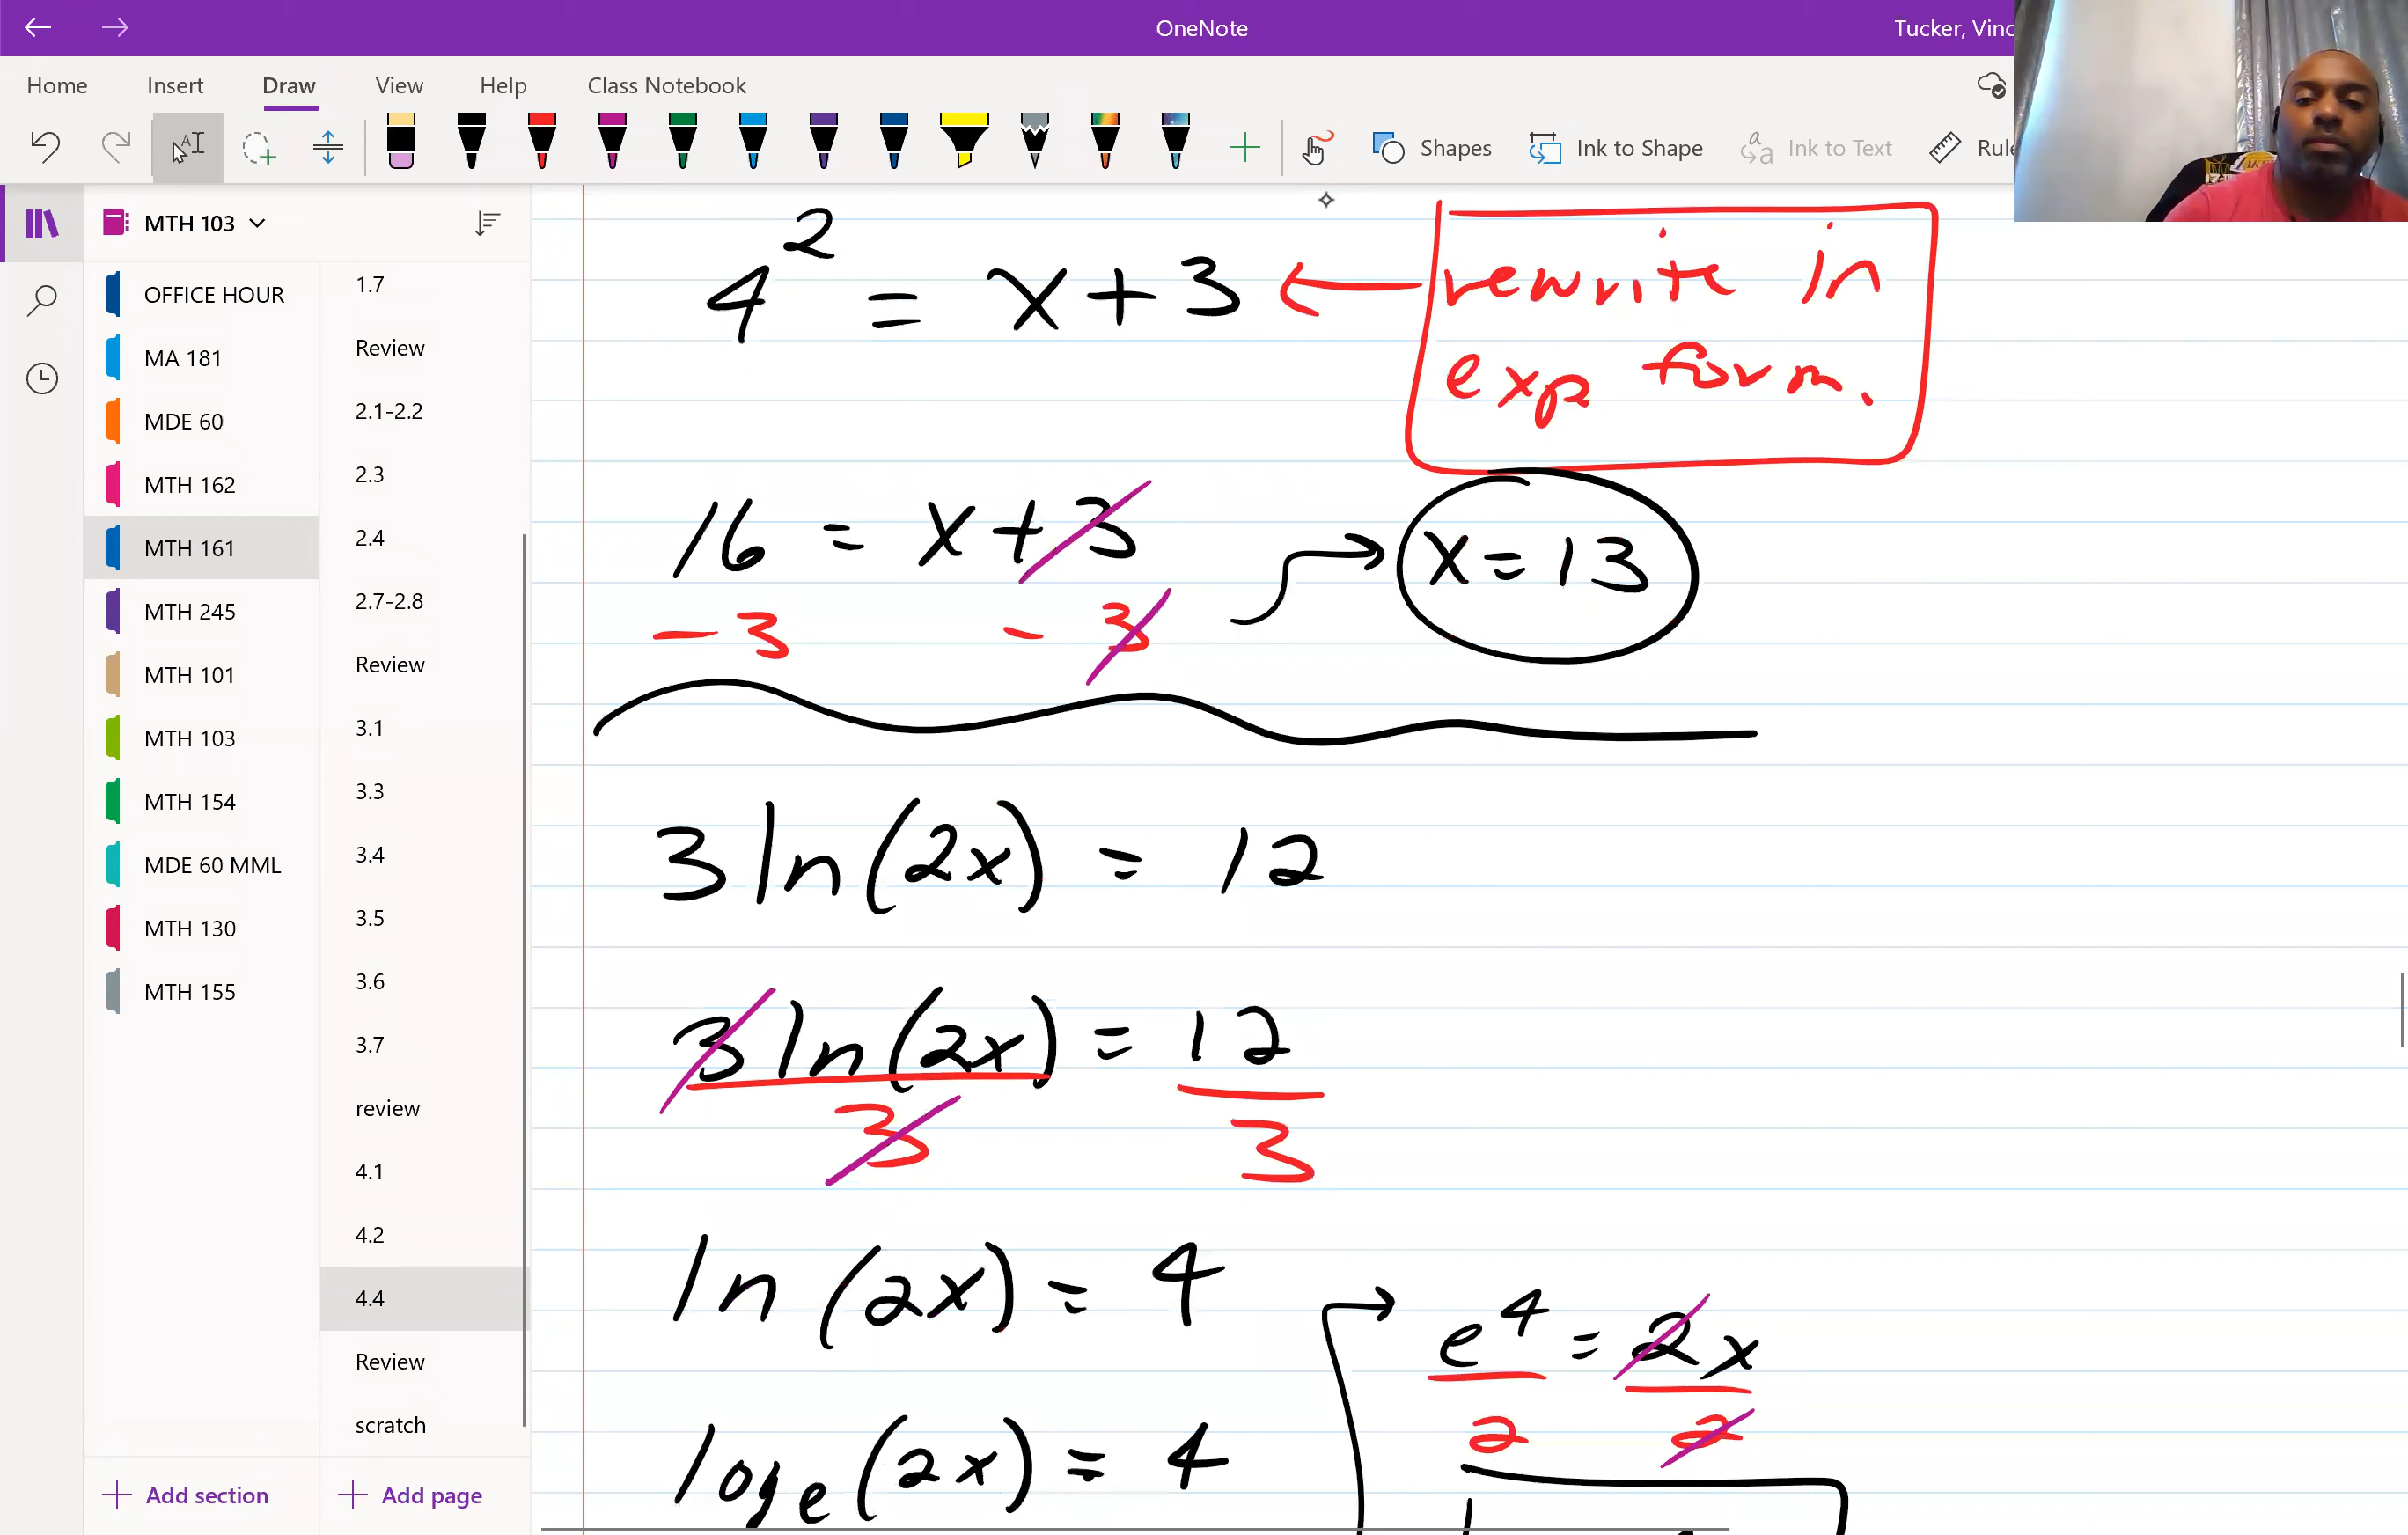 OneNote
Tucker, Vinc
Home Insert Draw View Help Class Notebook
Shapes Ink to Shape Ink to Text Rule
MTH 103
OFFICE HOUR
MA 181
MDE 60
MTH 162
MTH 161
MTH 245
MTH 101
MTH 103
MTH 154
MDE 60 MML
MTH 130
MTH 155
Add section
1.7
Review
2.1-2.2
2.3
2.4
2.7-2.8
Review
3.1
3.3
3.4
3.5
3.6
3.7
review
4.1
4.2
4.4
Review
scratch
Add page
4² = x+3 ← rewrite in
exp form.
16 = x+3
-3 -3
x=13
3 ln(2x) = 12
3 ln(2x) = 12
3 3
ln(2x) = 4
logₑ(2x) = 4
e⁴ = 2x
2 2